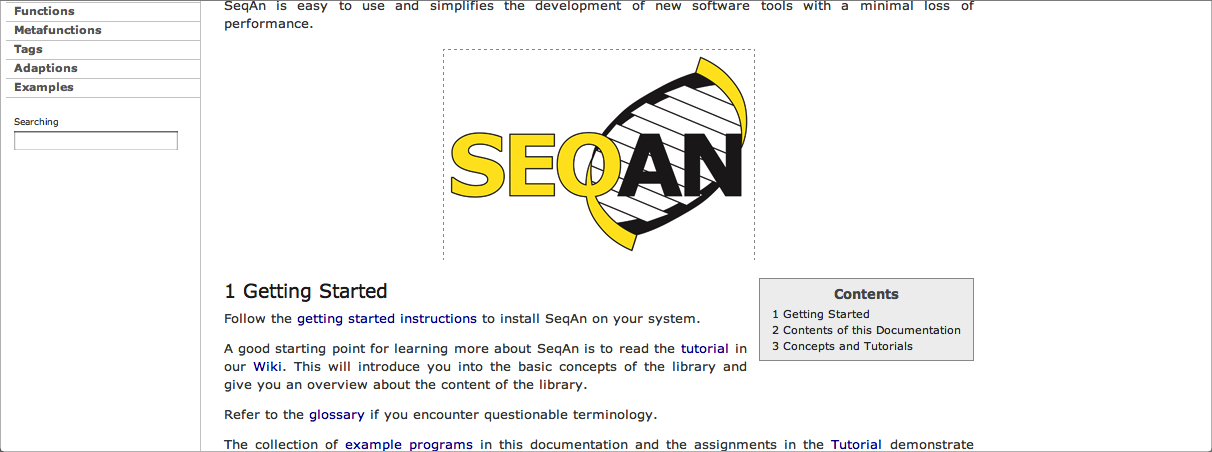 Functions
Metafunctions
Tags
Adaptions
Examples
Searching
SeqAn is easy to use and simplifies the development of new software tools with a minimal loss of
performance.
SEQAN
1 Getting Started
Follow the getting started instructions to install SeqAn on your system.
A good starting point for learning more about SeqAn is to read the tutorial in
our Wiki. This will introduce you into the basic concepts of the library and
give you an overview about the content of the library.
Refer to the glossary if you encounter questionable terminology.
The collection of example programs in this documentation and the assignments in the Tutorial demonstrate
Contents
1 Getting Started
2 Contents of this Documentation
3 Concepts and Tutorials